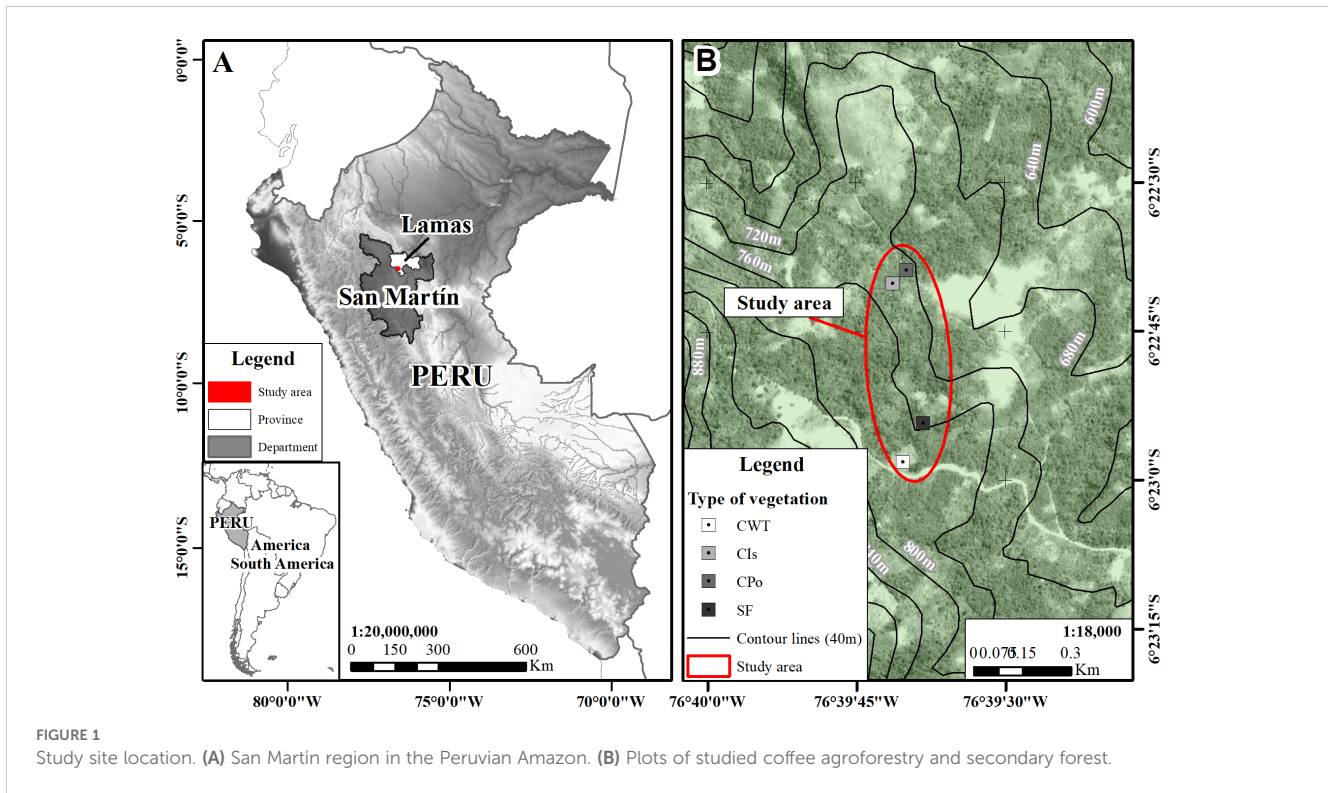 A
0°0'0"
5°0'0"S
10°0'0"S
15°0'0"S
Lamas
San Martín
PERU
Legend
Study area
Province
Department
PERU
America
South America
1:20,000,000
0 150 300 600
Km
80°0'0"W 75°0'0"W 70°0'0"W
B
600m
640m
720m
760m
880m
680m
800m
Study area
Legend
Type of vegetation
CWT
CIs
CPo
SF
Contour lines (40m)
Study area
1:18,000
0 0.075 0.15 0.3
Km
6°22'30"S
6°22'45"S
6°23'0"S
6°23'15"S
76°40'0"W 76°39'45"W 76°39'30"W
FIGURE 1
Study site location. (A) San Martín region in the Peruvian Amazon. (B) Plots of studied coffee agroforestry and secondary forest.